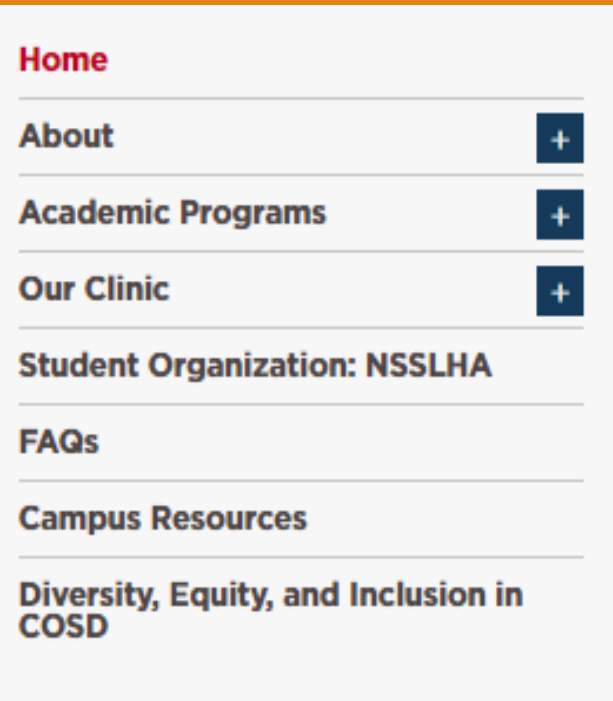 Home
About
+
Academic Programs
+
Our Clinic
+
Student Organization: NSSLHA
FAQs
Campus Resources
Diversity, Equity, and Inclusion in
COSD